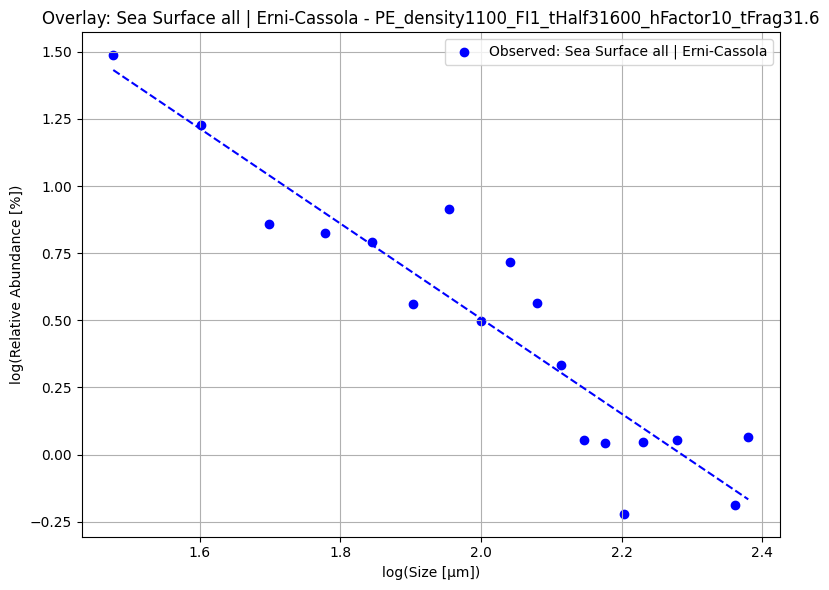 Overlay: Sea Surface all | Erni-Cassola - PE_density1100_FI1_tHalf31600_hFactor10_tFrag31.6
Observed: Sea Surface all | Erni-Cassola
log(Relative Abundance [%])
1.50
1.25
1.00
0.75
0.50
0.25
0.00
−0.25
1.6 1.8 2.0 2.2 2.4
log(Size [µm])